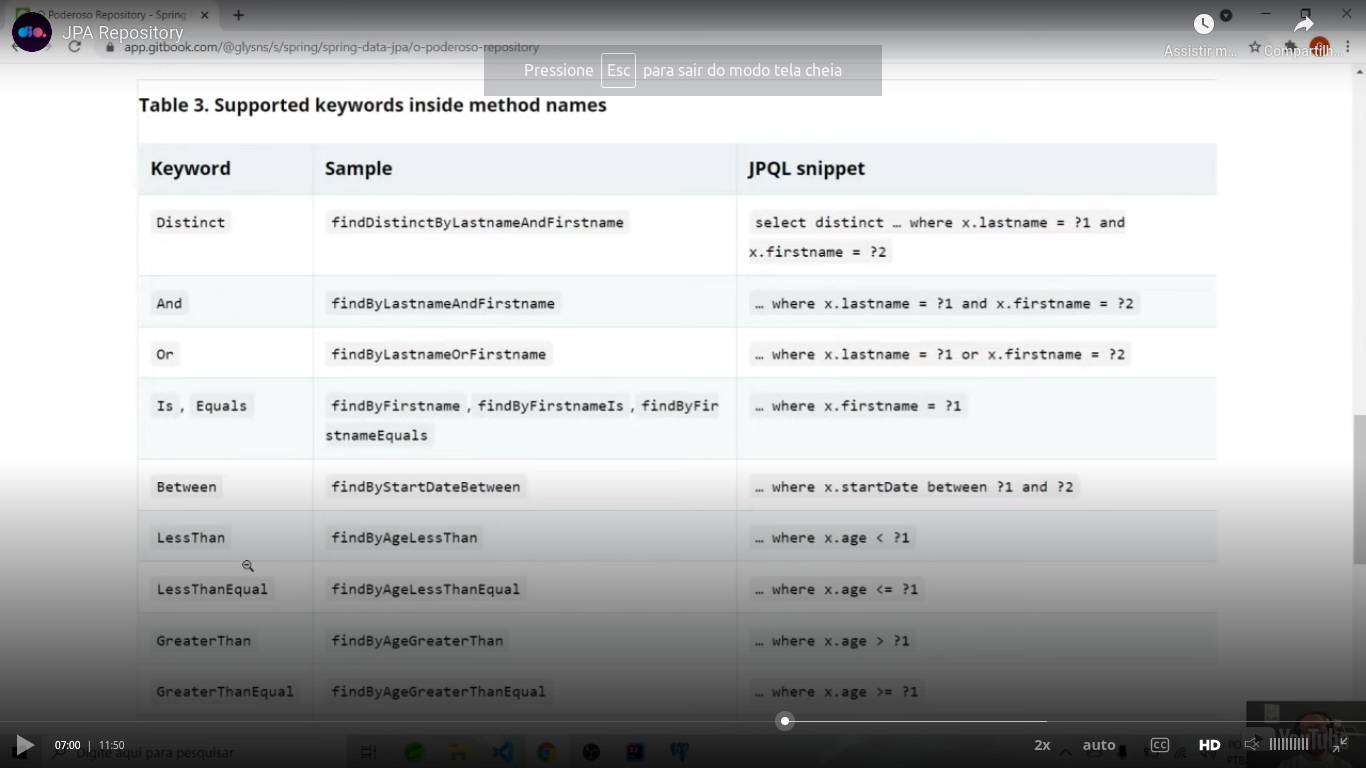 O Poderoso Repository - Spring
JPA Repository
app.gitbook.com/@glysns/s/spring/spring-data-jpa/o-poderoso-repository
Assistir m...
Compartilh...
Pressione Esc para sair do modo tela cheia
Table 3. Supported keywords inside method names
Keyword Sample JPQL snippet
Distinct findDistinctByLastnameAndFirstname select distinct … where x.lastname = ?1 and
x.firstname = ?2
And findByLastnameAndFirstname … where x.lastname = ?1 and x.firstname = ?2
Or findByLastnameOrFirstname … where x.lastname = ?1 or x.firstname = ?2
Is , Equals findByFirstname , findByFirstnameIs , findByFir … where x.firstname = ?1
stnameEquals
Between findByStartDateBetween … where x.startDate between ?1 and ?2
LessThan findByAgeLessThan … where x.age < ?1
LessThanEqual findByAgeLessThanEqual … where x.age <= ?1
GreaterThan findByAgeGreaterThan … where x.age > ?1
GreaterThanEqual findByAgeGreaterThanEqual … where x.age >= ?1
07:00 | 11:50
2x auto CC HD YouTube
Digite aqui para pesquisar